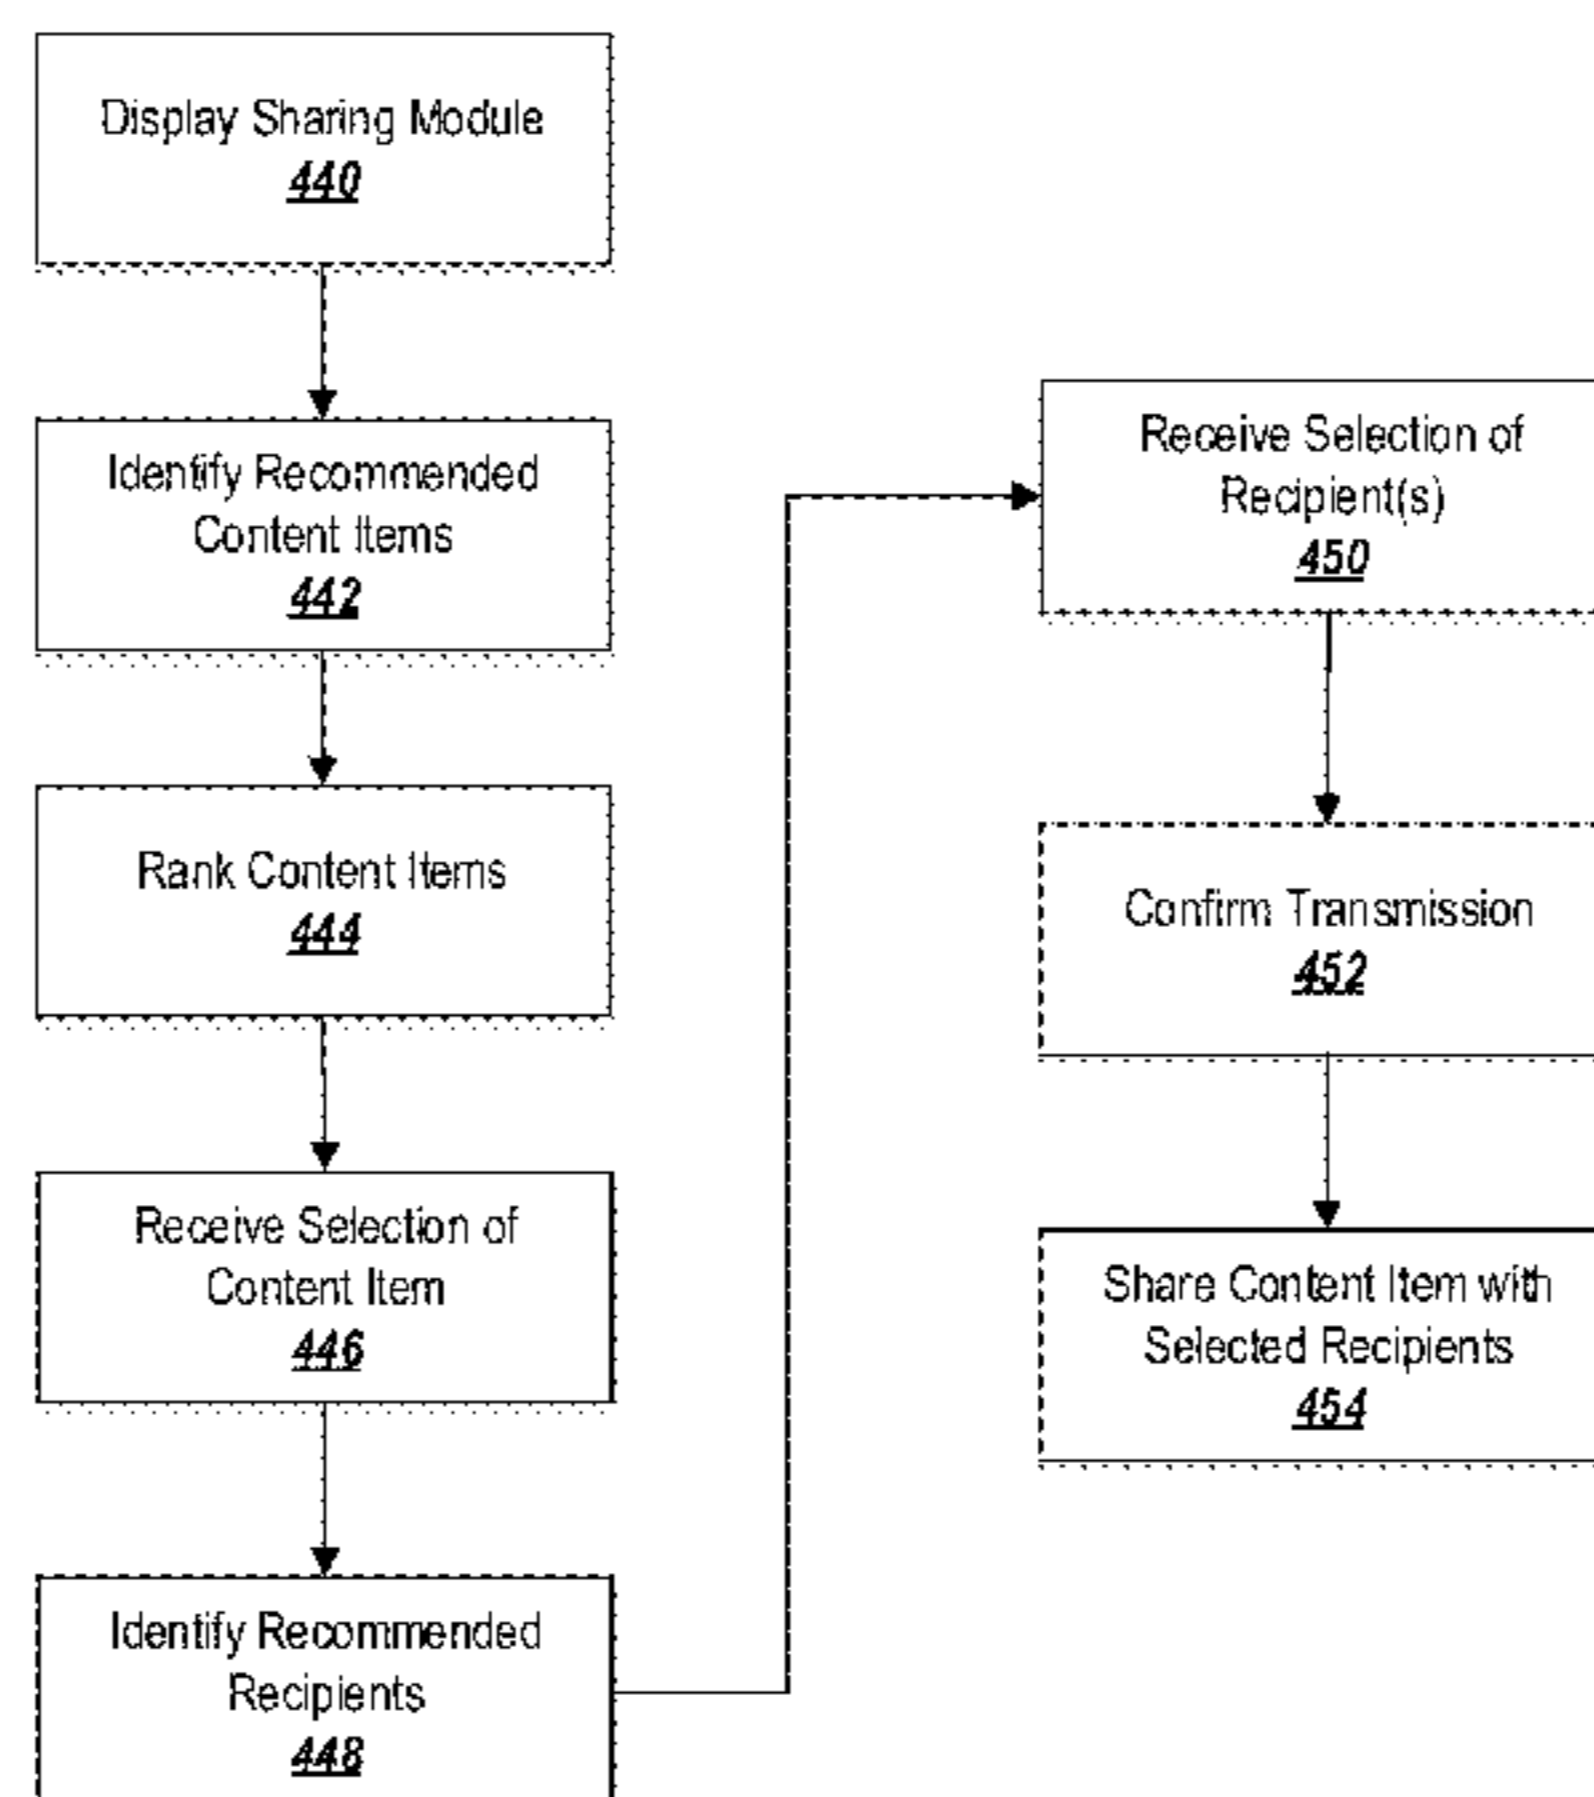 Display Sharing Module
440
Identify Recommended
Content Items
442
Rank Content Items
444
Receive Selection of
Content Item
446
Identify Recommended
Recipients
448
Receive Selection of
Recipient(s)
450
Confirm Transmission
452
Share Content Item with
Selected Recipients
454